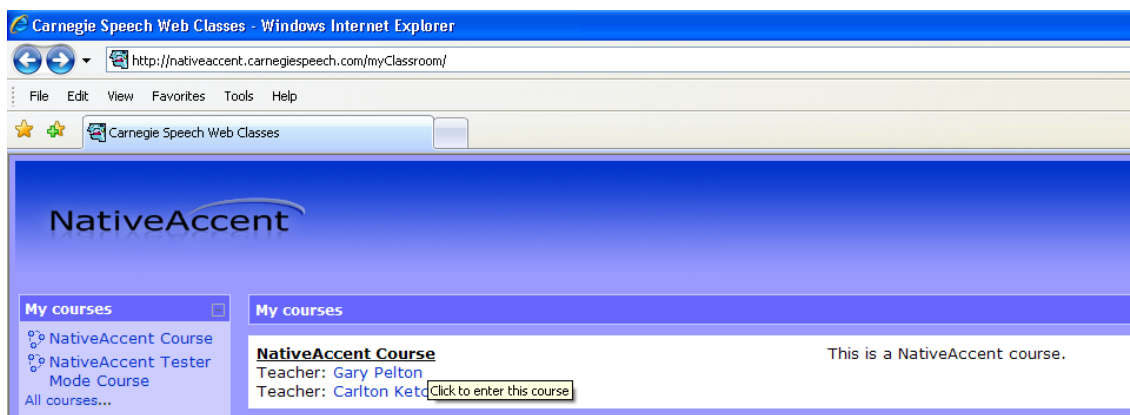 Carnegie Speech Web Classes - Windows Internet Explorer
http://nativeaccent.carnegiespeech.com/myClassroom/
File Edit View Favorites Tools Help
Carnegie Speech Web Classes
NativeAccent
My courses
NativeAccent Course
NativeAccent Tester
Mode Course
All courses...
My courses
NativeAccent Course
This is a NativeAccent course.
Teacher: Gary Pelton
Teacher: Carlton
Click to enter this course